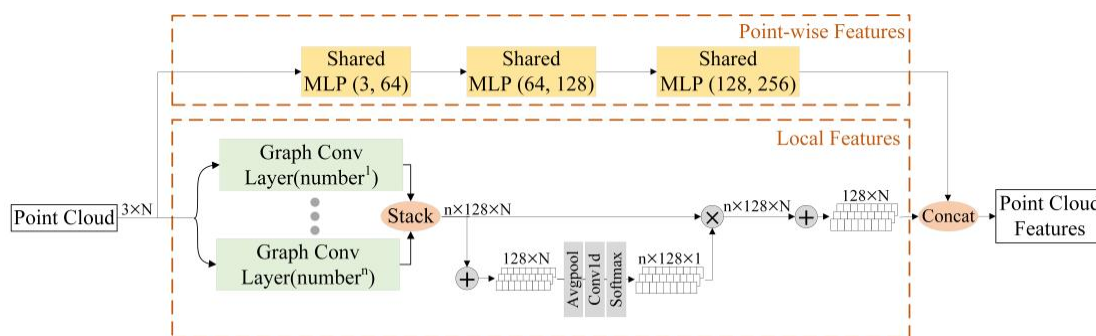 Point-wise Features
Shared
MLP (3, 64)
Shared
MLP (64, 128)
Shared
MLP (128, 256)
Local Features
Graph Conv
Layer(number¹)
Point Cloud
3×N
Stack
n×128×N
×
n×128×N
+
128×N
Concat
Point Cloud
Features
Graph Conv
Layer(numberⁿ)
+
128×N
Avgpool
Conv1d
Softmax
n×128×1